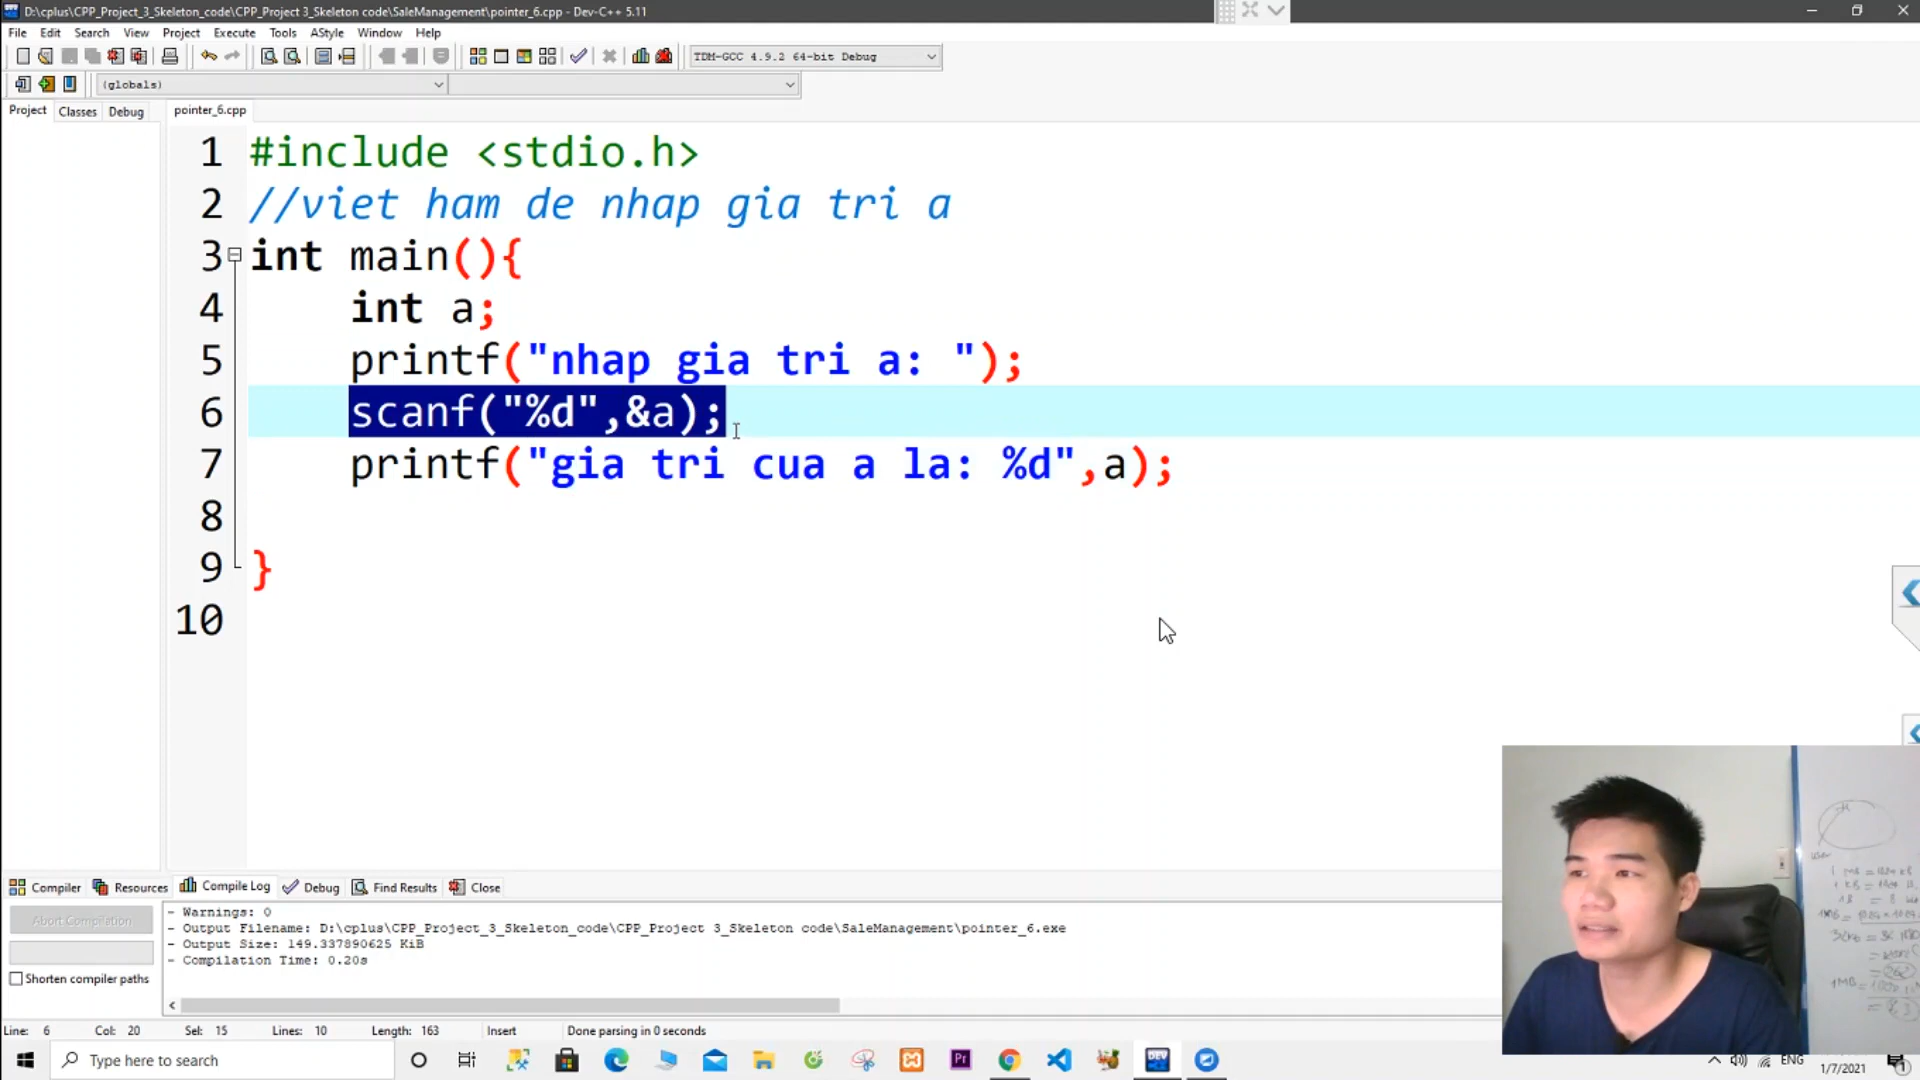 D:\cplus\CPP_Project_3_Skeleton_code\CPP_Project 3_Skeleton code\SaleManagement\pointer_6.cpp - Dev-C++ 5.11
File Edit Search View Project Execute Tools AStyle Window Help
TDM-GCC 4.9.2 64-bit Debug
(globals)
Project Classes Debug pointer_6.cpp
1 #include <stdio.h>
2 //viet ham de nhap gia tri a
3 int main(){
4 int a;
5 printf("nhap gia tri a: ");
6 scanf("%d",&a);
7 printf("gia tri cua a la: %d",a);
8
9 }
10
Compiler Resources Compile Log Debug Find Results Close
Abort Compilation
Shorten compiler paths
- Warnings: 0
- Output Filename: D:\cplus\CPP_Project_3_Skeleton_code\CPP_Project 3_Skeleton code\SaleManagement\pointer_6.exe
- Output Size: 149.337890625 KiB
- Compilation Time: 0.20s
Line: 6 Col: 20 Sel: 15 Lines: 10 Length: 163 Insert Done parsing in 0 seconds
Type here to search
Pr
DEV
ENG
1/7/2021